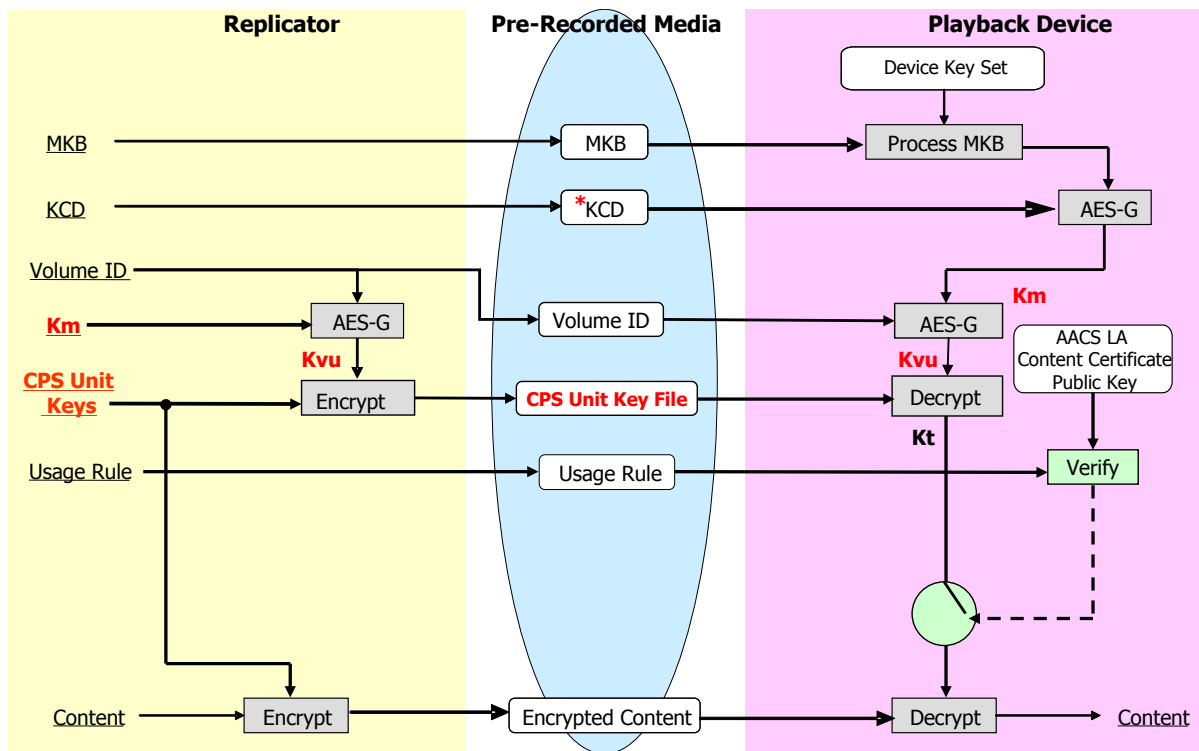 Replicator
Pre-Recorded Media
Playback Device
Device Key Set
MKB
MKB
Process MKB
KCD
*KCD
AES-G
Volume ID
Km
Km
AES-G
Volume ID
AES-G
AACS LA
Content Certificate
Public Key
Kvu
Kvu
CPS Unit
Keys
Encrypt
CPS Unit Key File
Decrypt
Kt
Usage Rule
Usage Rule
Verify
Content
Encrypt
Encrypted Content
Decrypt
Content